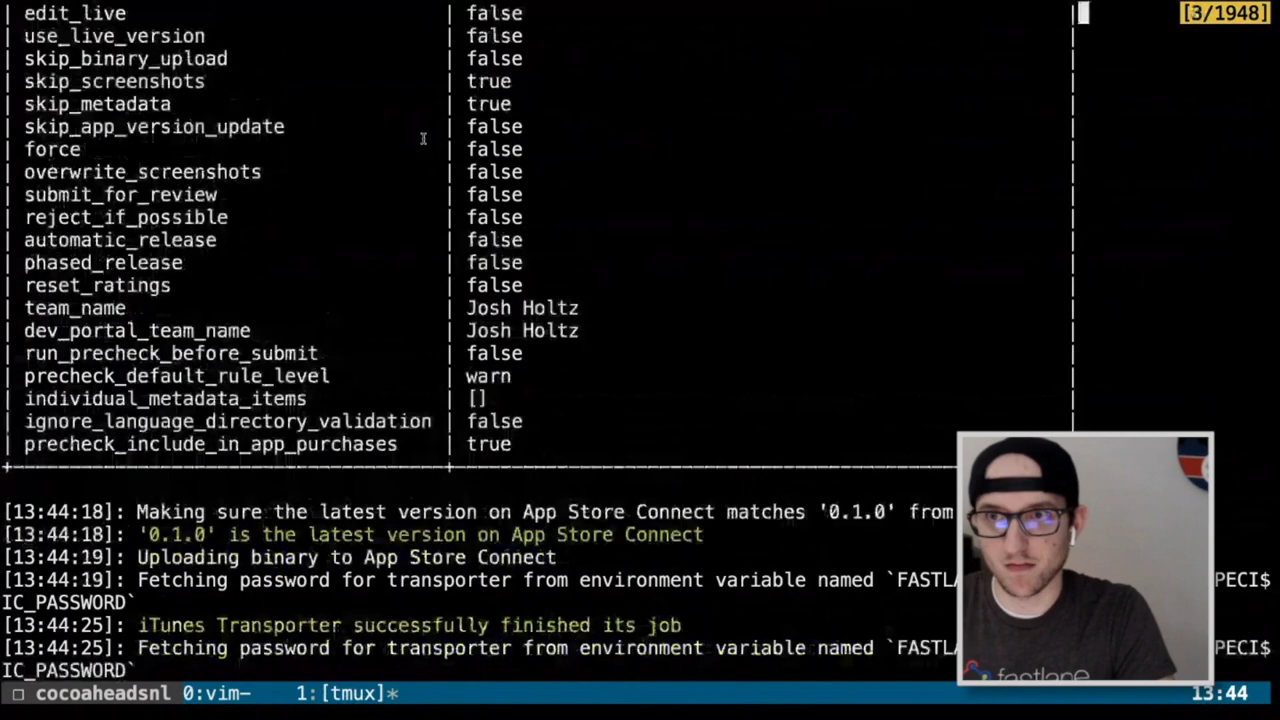 | edit_live | false | [3/1948]
| use_live_version | false |
| skip_binary_upload | false |
| skip_screenshots | true |
| skip_metadata | true |
| skip_app_version_update | false |
| force | false |
| overwrite_screenshots | false |
| submit_for_review | false |
| reject_if_possible | false |
| automatic_release | false |
| phased_release | false |
| reset_ratings | false |
| team_name | Josh Holtz |
| dev_portal_team_name | Josh Holtz |
| run_precheck_before_submit | false |
| precheck_default_rule_level | warn |
| individual_metadata_items | [] |
| ignore_language_directory_validation | false |
| precheck_include_in_app_purchases | true
[13:44:18]: Making sure the latest version on App Store Connect matches '0.1.0' from
[13:44:18]: '0.1.0' is the latest version on App Store Connect
[13:44:19]: Uploading binary to App Store Connect
[13:44:19]: Fetching password for transporter from environment variable named `FASTLA PECI$
IC_PASSWORD`
[13:44:25]: iTunes Transporter successfully finished its job
[13:44:25]: Fetching password for transporter from environment variable named `FASTLA PECI$
IC_PASSWORD`
fastlane
cocoaheadsnl 0:vim- 1:[tmux]* 13:44